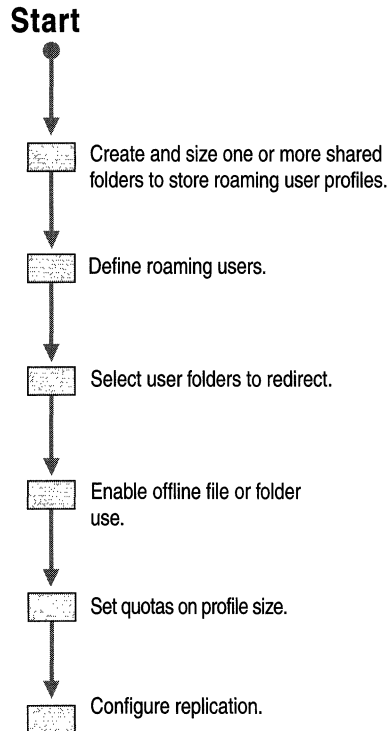 Start
Create and size one or more shared
folders to store roaming user profiles.
Define roaming users.
Select user folders to redirect.
Enable offline file or folder
use.
Set quotas on profile size.
Configure replication.